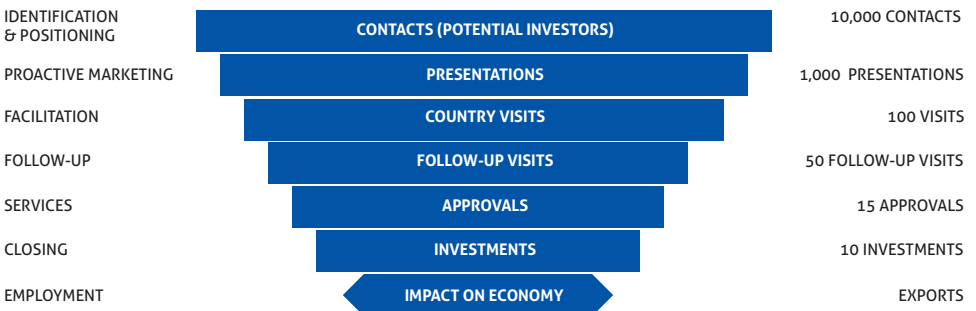 IDENTIFICATION
& POSITIONING
CONTACTS (POTENTIAL INVESTORS)
10,000 CONTACTS
PROACTIVE MARKETING
PRESENTATIONS
1,000 PRESENTATIONS
FACILITATION
COUNTRY VISITS
100 VISITS
FOLLOW-UP
FOLLOW-UP VISITS
50 FOLLOW-UP VISITS
SERVICES
APPROVALS
15 APPROVALS
CLOSING
INVESTMENTS
10 INVESTMENTS
EMPLOYMENT
IMPACT ON ECONOMY
EXPORTS